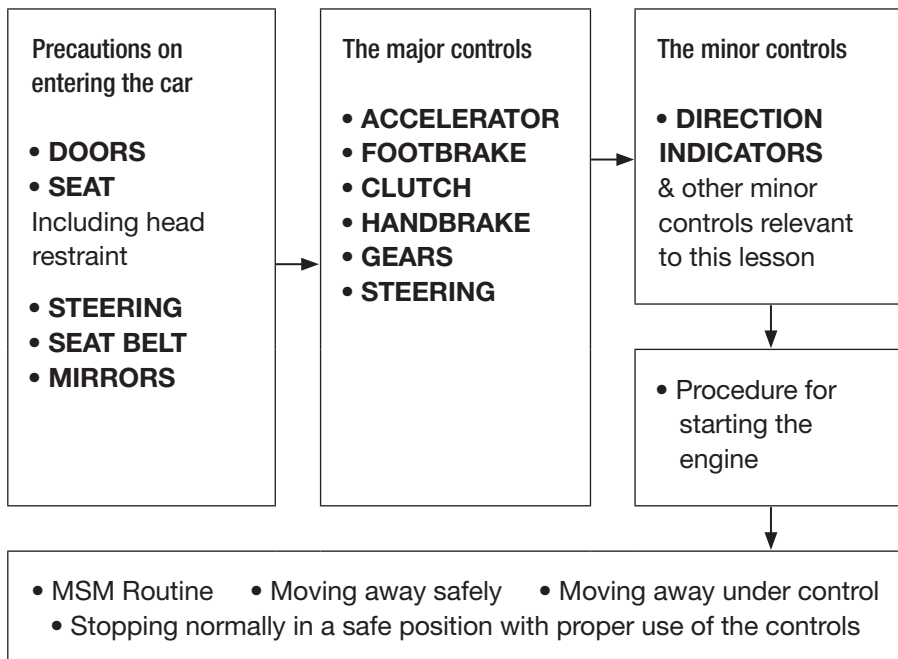 Precautions on
entering the car
• DOORS
• SEAT
Including head
restraint
• STEERING
• SEAT BELT
• MIRRORS
The major controls
• ACCELERATOR
• FOOTBRAKE
• CLUTCH
• HANDBRAKE
• GEARS
• STEERING
The minor controls
• DIRECTION
INDICATORS
& other minor
controls relevant
to this lesson
• Procedure for
starting the
engine
• MSM Routine • Moving away safely • Moving away under control
• Stopping normally in a safe position with proper use of the controls